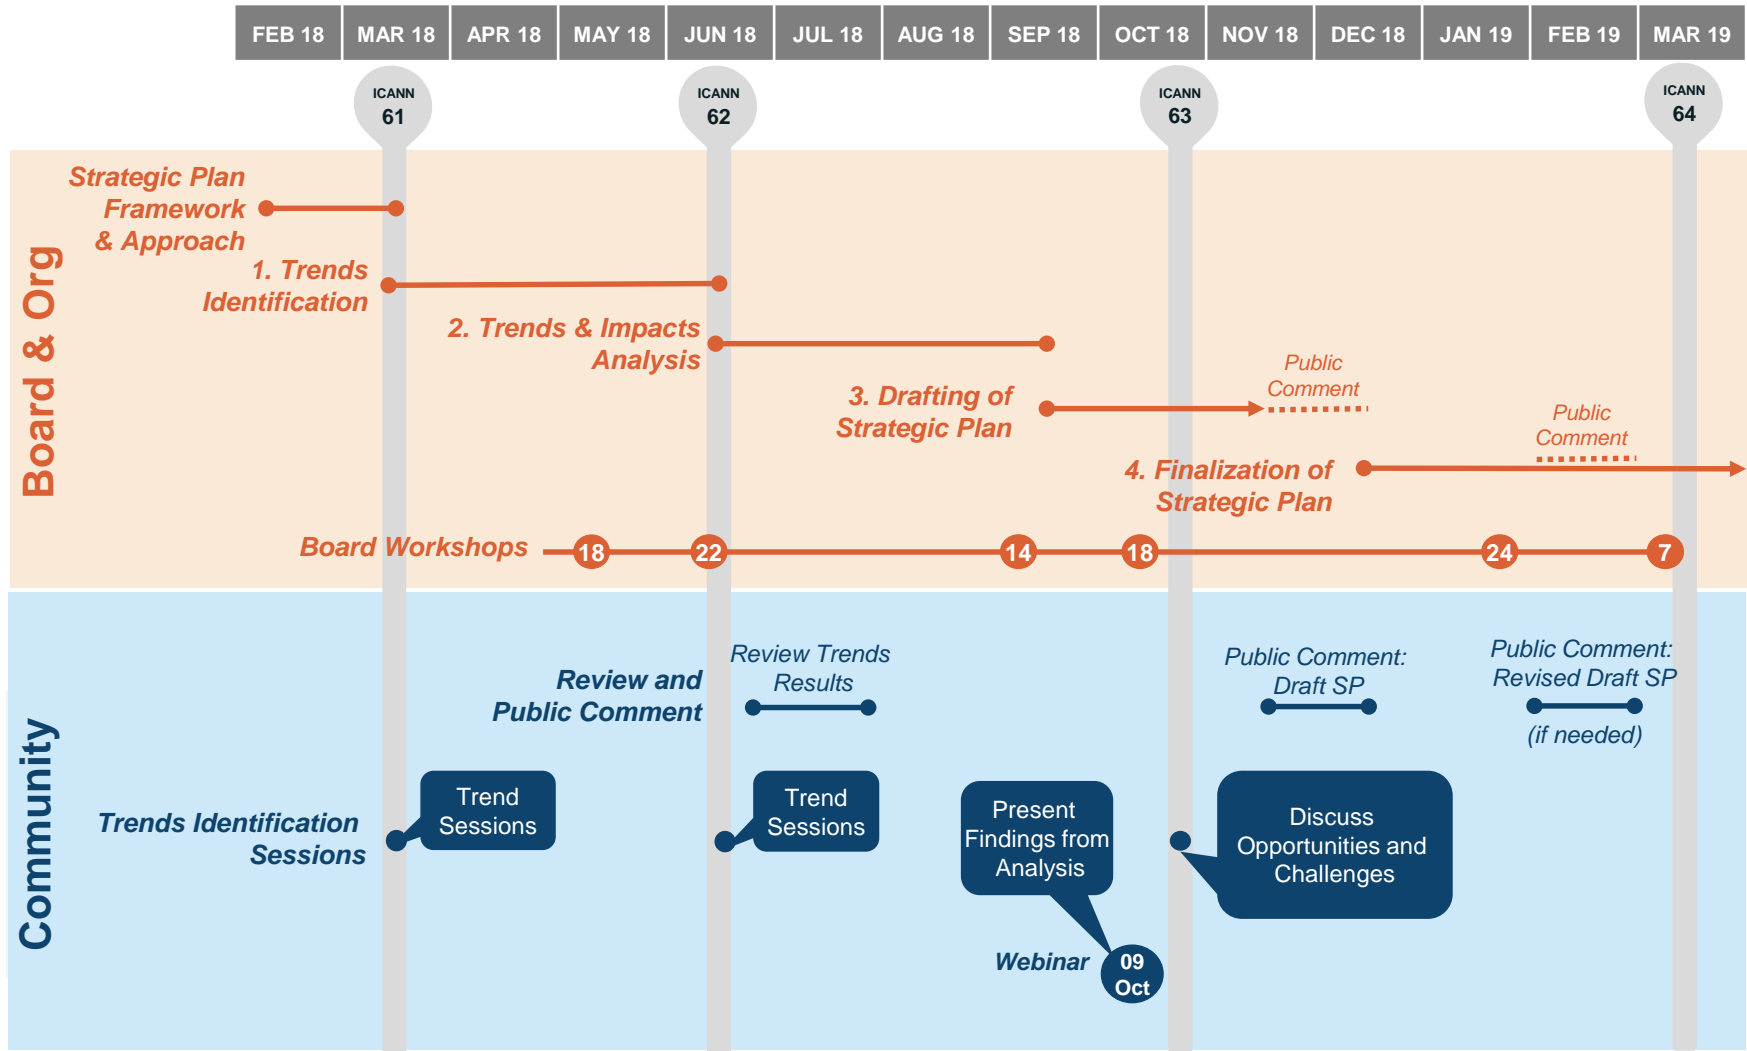 FEB 18 MAR 18 APR 18 MAY 18 JUN 18 JUL 18 AUG 18 SEP 18 OCT 18 NOV 18 DEC 18 JAN 19 FEB 19 MAR 19
ICANN
61
ICANN
62
ICANN
63
ICANN
64
Board & Org
Strategic Plan
Framework
& Approach
1. Trends
Identification
2. Trends & Impacts
Analysis
3. Drafting of
Strategic Plan
Public
Comment
4. Finalization of
Strategic Plan
Public
Comment
Board Workshops 18 22 14 18 24 7
Community
Review and
Public Comment
Review Trends
Results
Public Comment:
Draft SP
Public Comment:
Revised Draft SP
(if needed)
Trends Identification
Sessions
Trend
Sessions
Trend
Sessions
Present
Findings from
Analysis
Discuss
Opportunities and
Challenges
Webinar
09
Oct